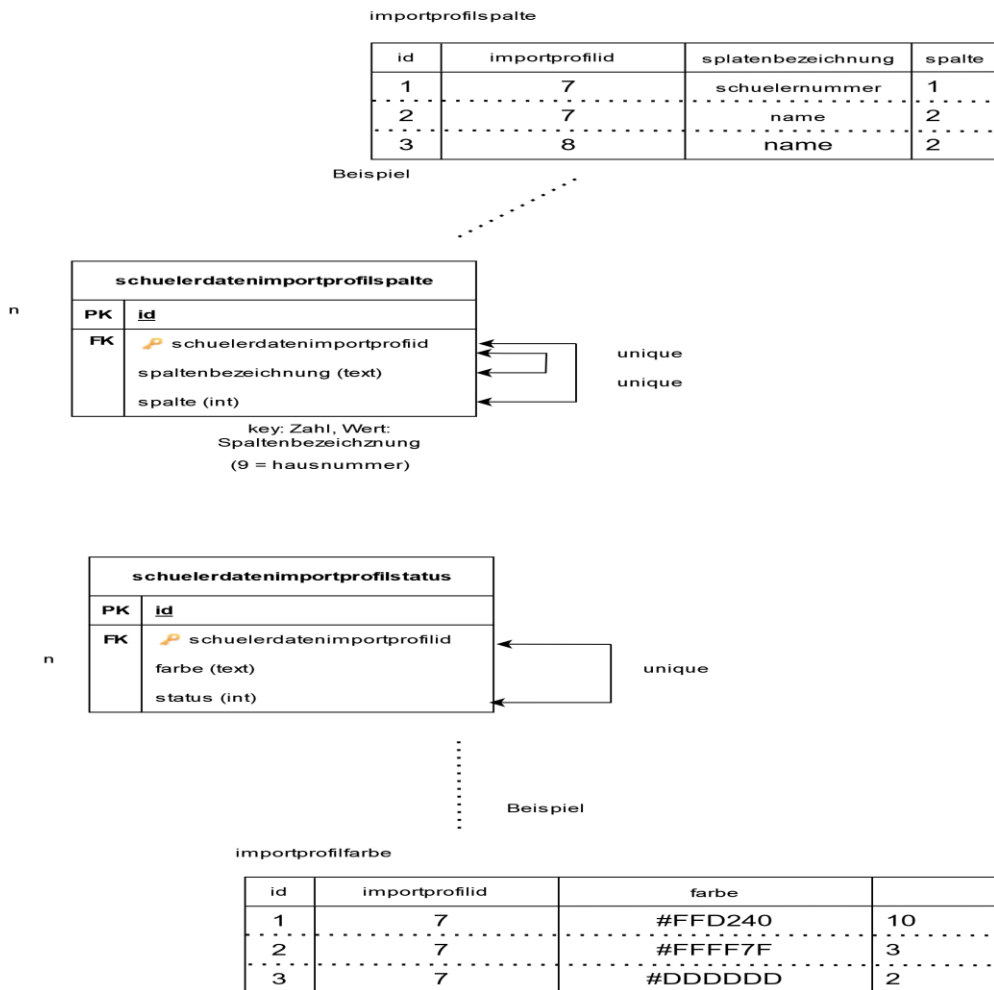 importprofilspalte
id importprofilid splatenbezeichnung spalte
1 7 schuelernummer 1
2 7 name 2
3 8 name 2
Beispiel
schuelerdatenimportprofilspalte
n
PK id
FK schuelerdatenimportprofiid
spaltenbezeichnung (text)
spalte (int)
unique
unique
key: Zahl, Wert:
Spaltenbezeichznung
(9 = hausnummer)
schuelerdatenimportprofilstatus
PK id
FK schuelerdatenimportprofilid
n
farbe (text)
status (int)
unique
Beispiel
importprofilfarbe
id importprofilid farbe
1 7 #FFD240 10
2 7 #FFFF7F 3
3 7 #DDDDDD 2